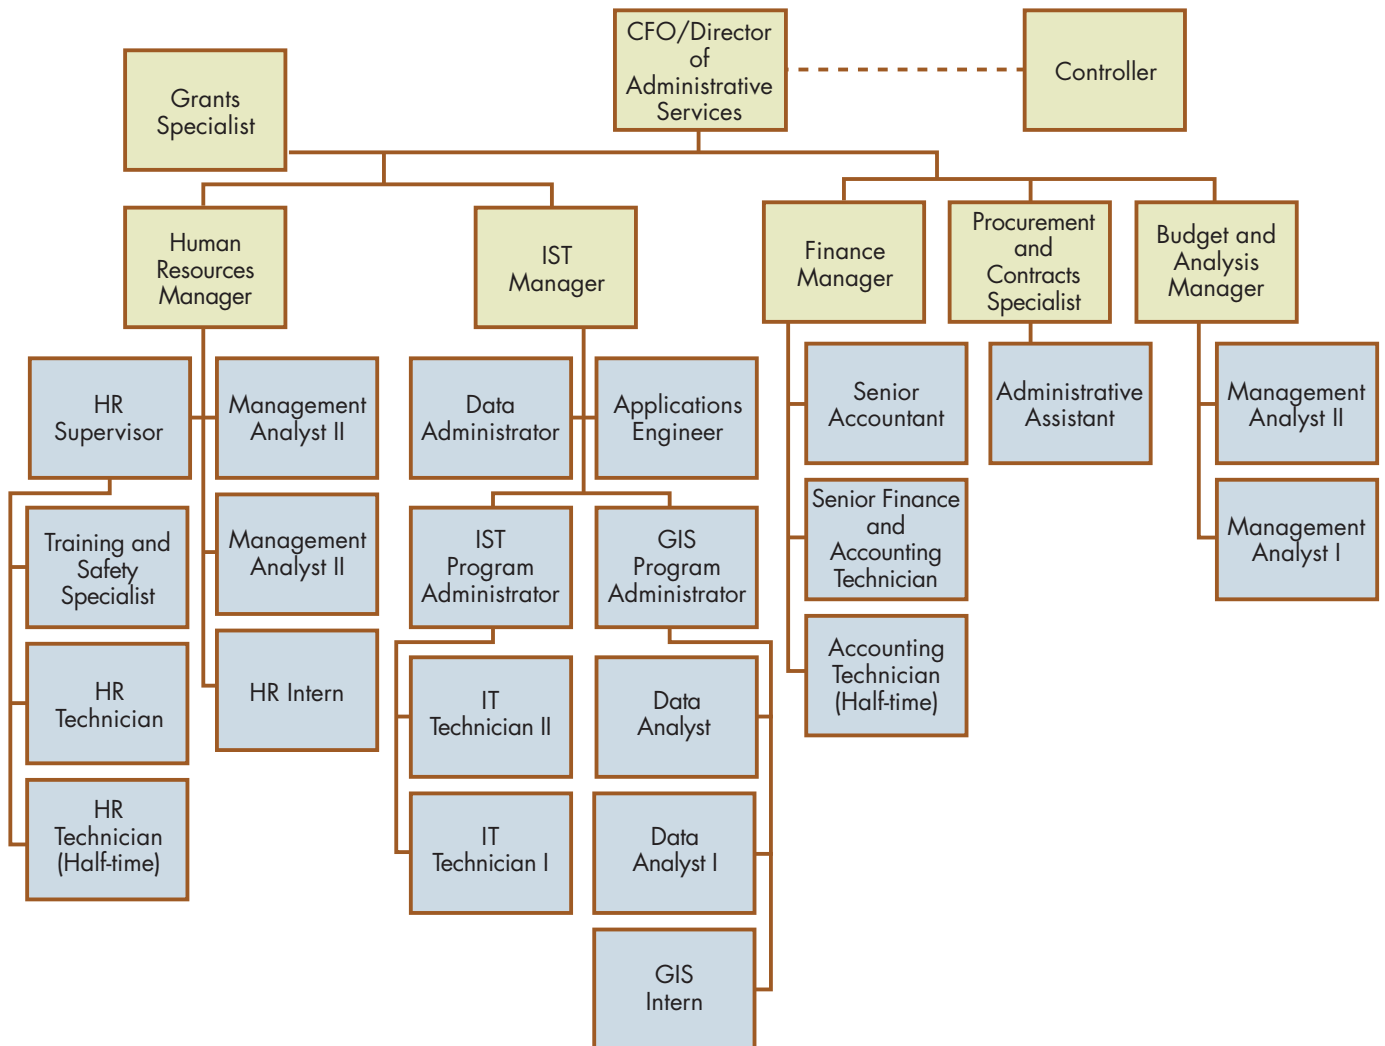 CFO/Director
of
Administrative
Services
Controller
Grants
Specialist
Human
Resources
Manager
IST
Manager
Finance
Manager
Procurement
and
Contracts
Specialist
Budget and
Analysis
Manager
HR
Supervisor
Management
Analyst II
Data
Administrator
Applications
Engineer
Senior
Accountant
Administrative
Assistant
Management
Analyst II
Training and
Safety
Specialist
Management
Analyst II
IST
Program
Administrator
GIS
Program
Administrator
Senior Finance
and
Accounting
Technician
Management
Analyst I
HR
Technician
HR Intern
IT
Technician II
Data
Analyst
Accounting
Technician
(Half-time)
HR
Technician
(Half-time)
IT
Technician I
Data
Analyst I
GIS
Intern